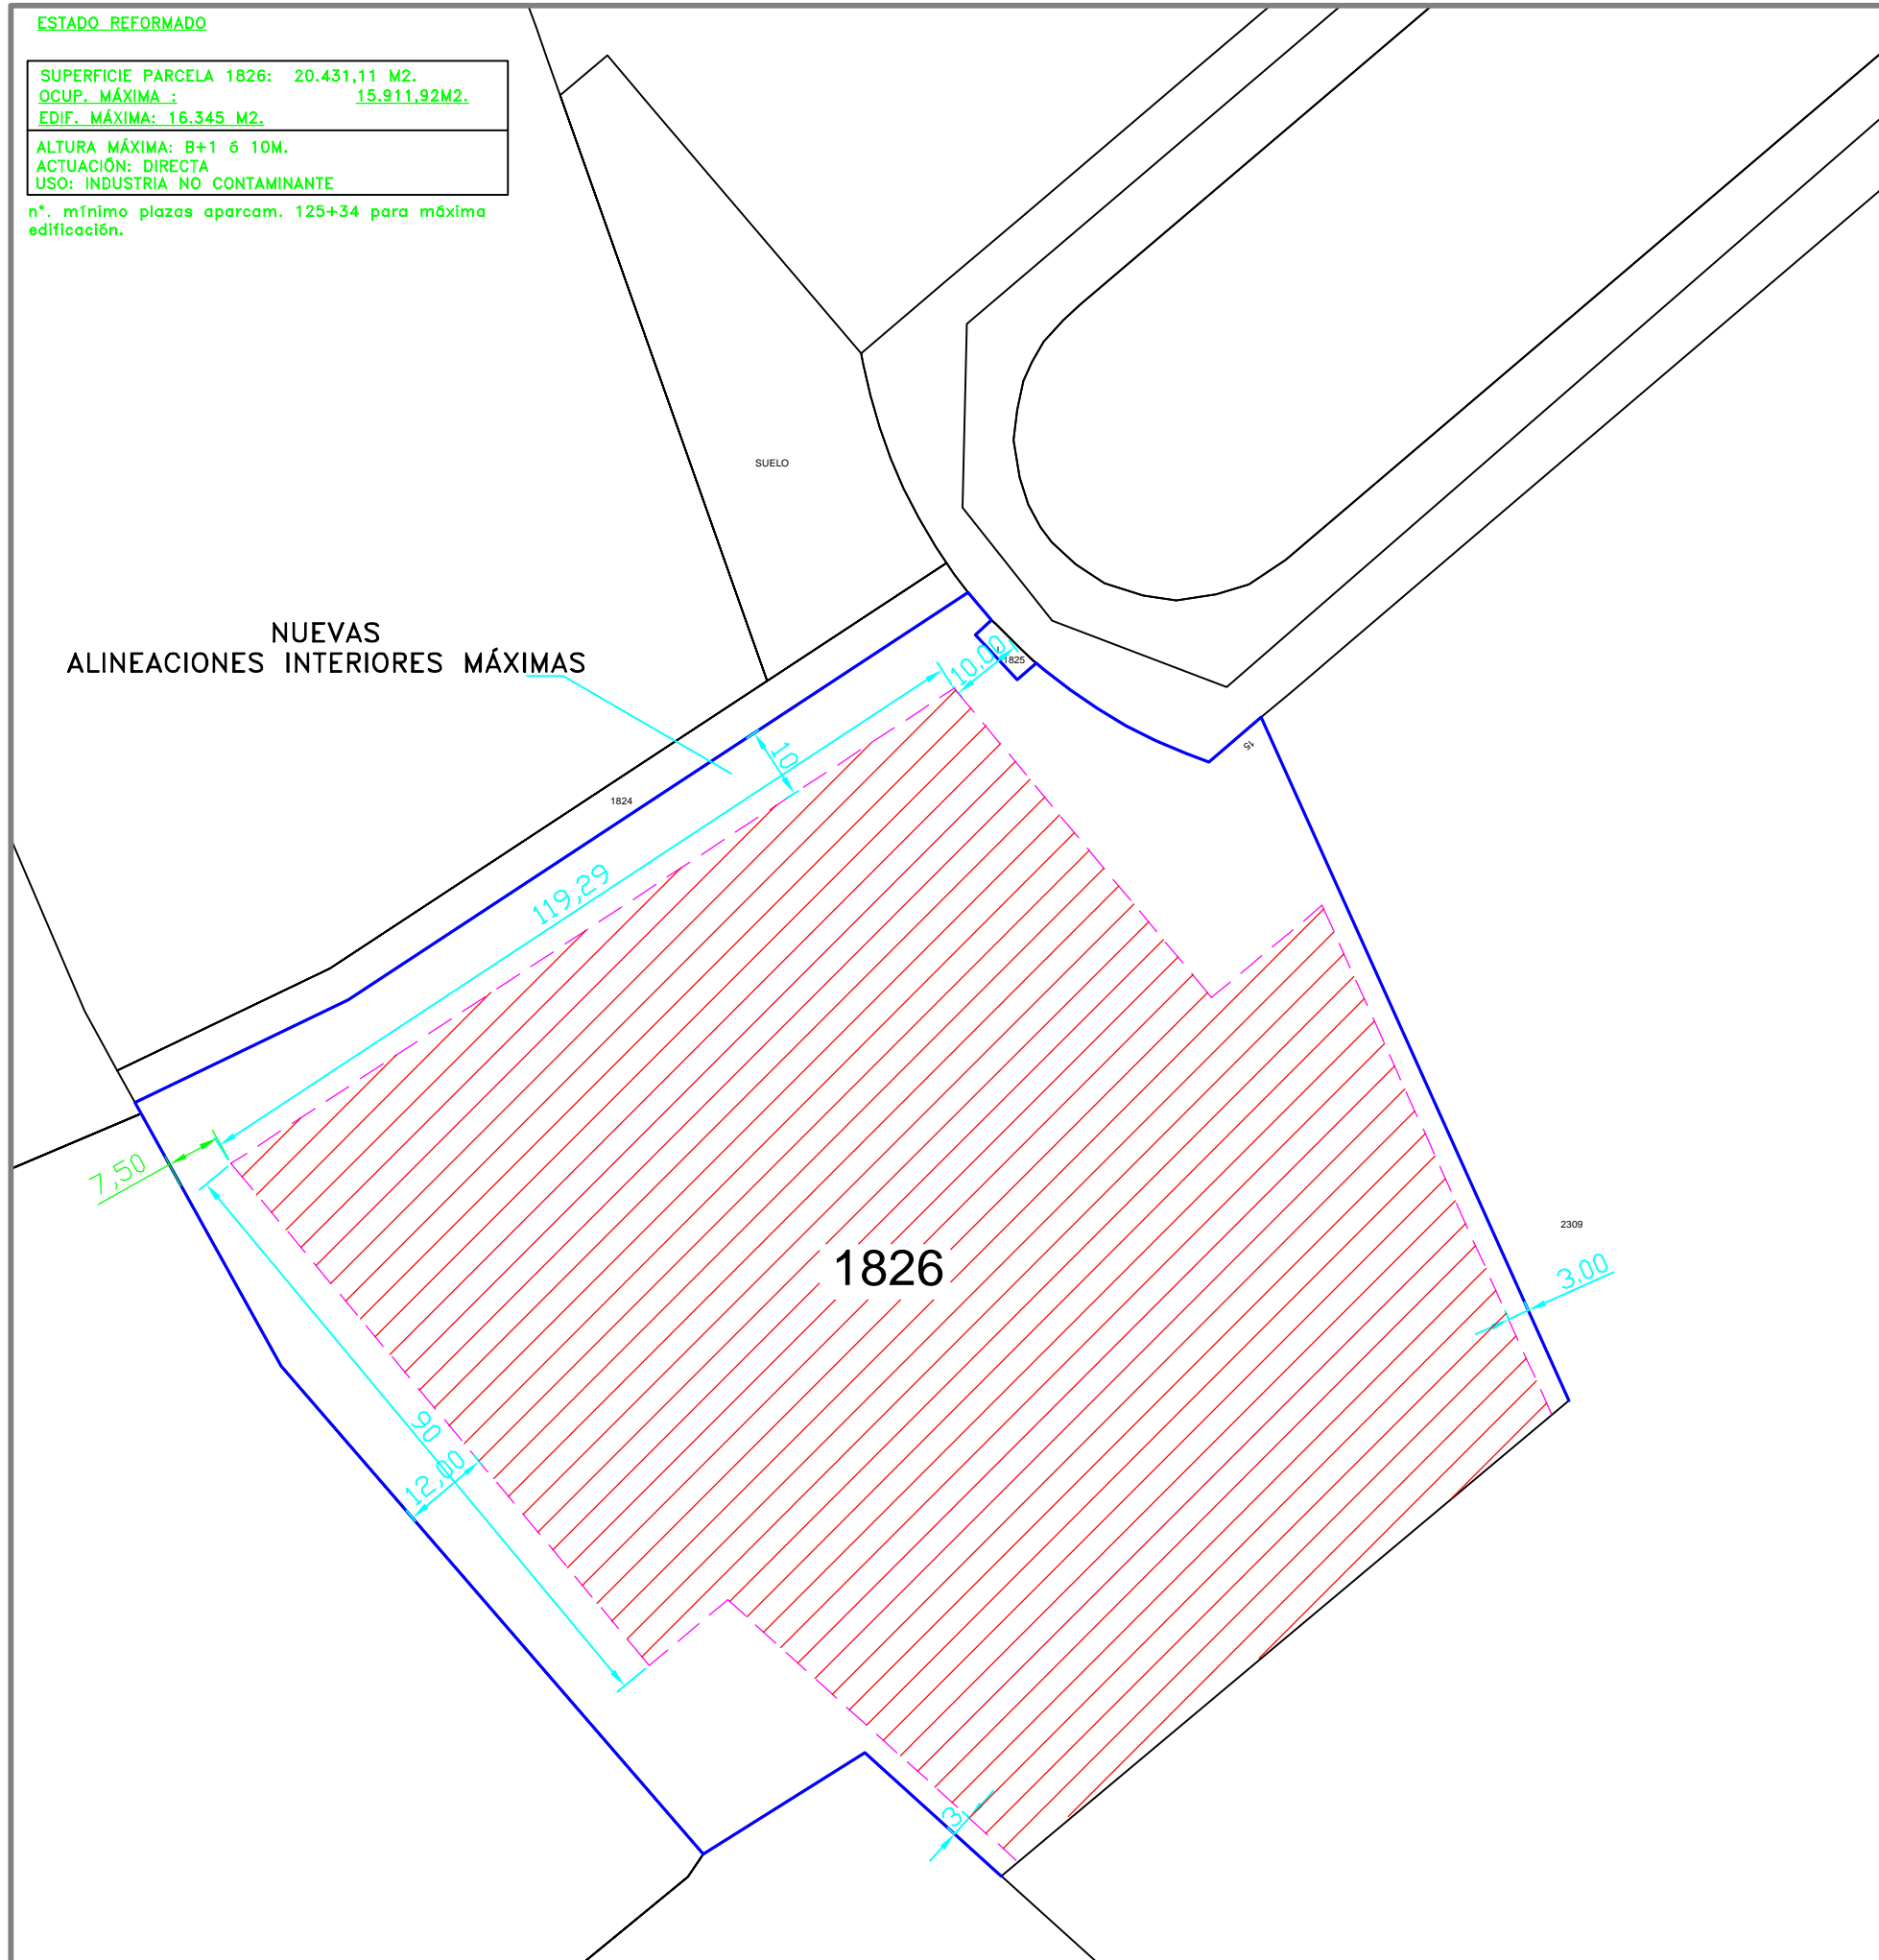 ESTADO REFORMADO
SUPERFICIE PARCELA 1826: 20.431,11 M2.
OCUP. MÁXIMA : 15.911,92M2.
EDIF. MÁXIMA: 16.345 M2.
ALTURA MÁXIMA: B+1 ó 10M.
ACTUACIÓN: DIRECTA
USO: INDUSTRIA NO CONTAMINANTE
n°. mínimo plazas aparcam. 125+34 para máxima
edificación.
SUELO
NUEVAS
ALINEACIONES INTERIORES MÁXIMAS
10,00
1825
15
10
1824
119,29
7,50
2309
1826
3,00
90
12,00
3